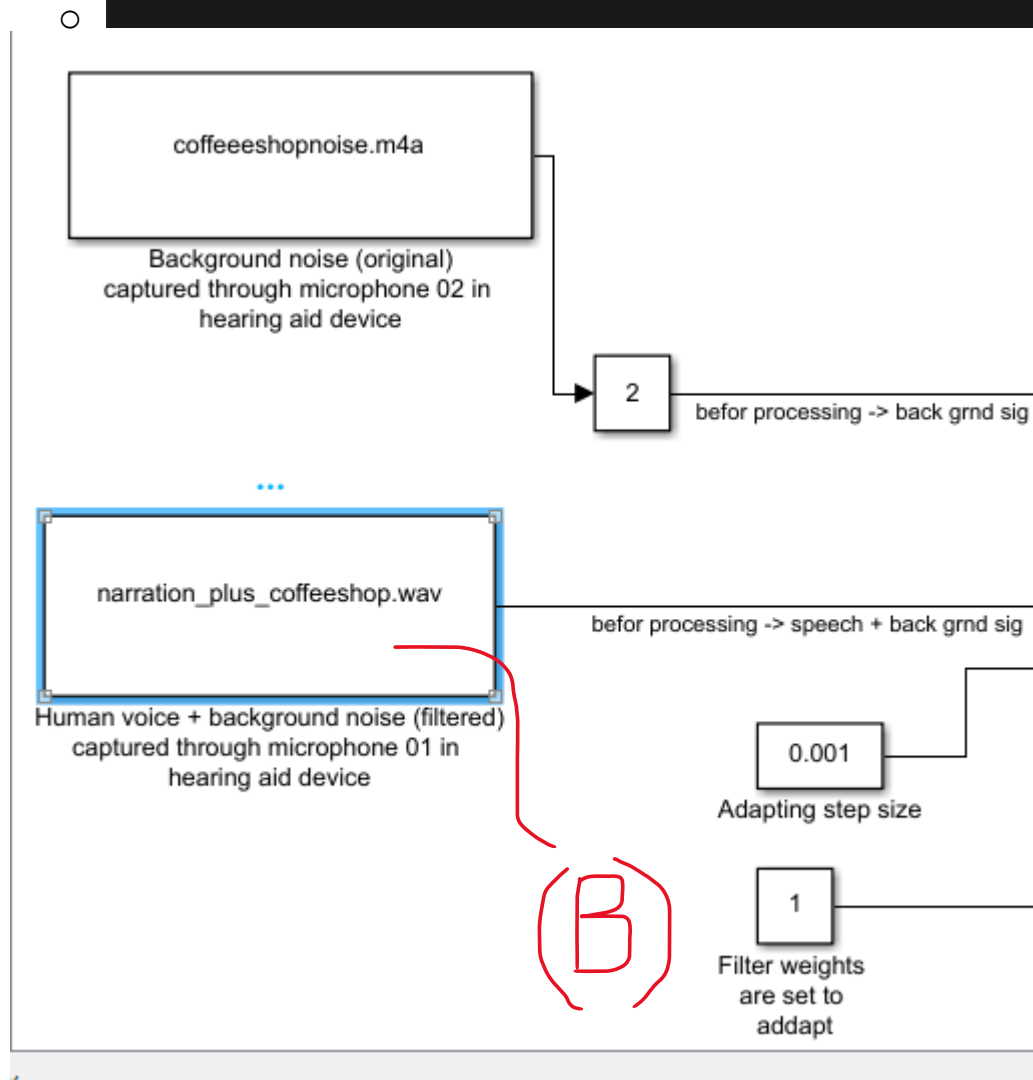 coffeeeshopnoise.m4a
Background noise (original)
captured through microphone 02 in
hearing aid device
2
befor processing -> back grnd sig
narration_plus_coffeeshop.wav
befor processing -> speech + back grnd sig
Human voice + background noise (filtered)
captured through microphone 01 in
hearing aid device
0.001
Adapting step size
(B)
1
Filter weights
are set to
addapt